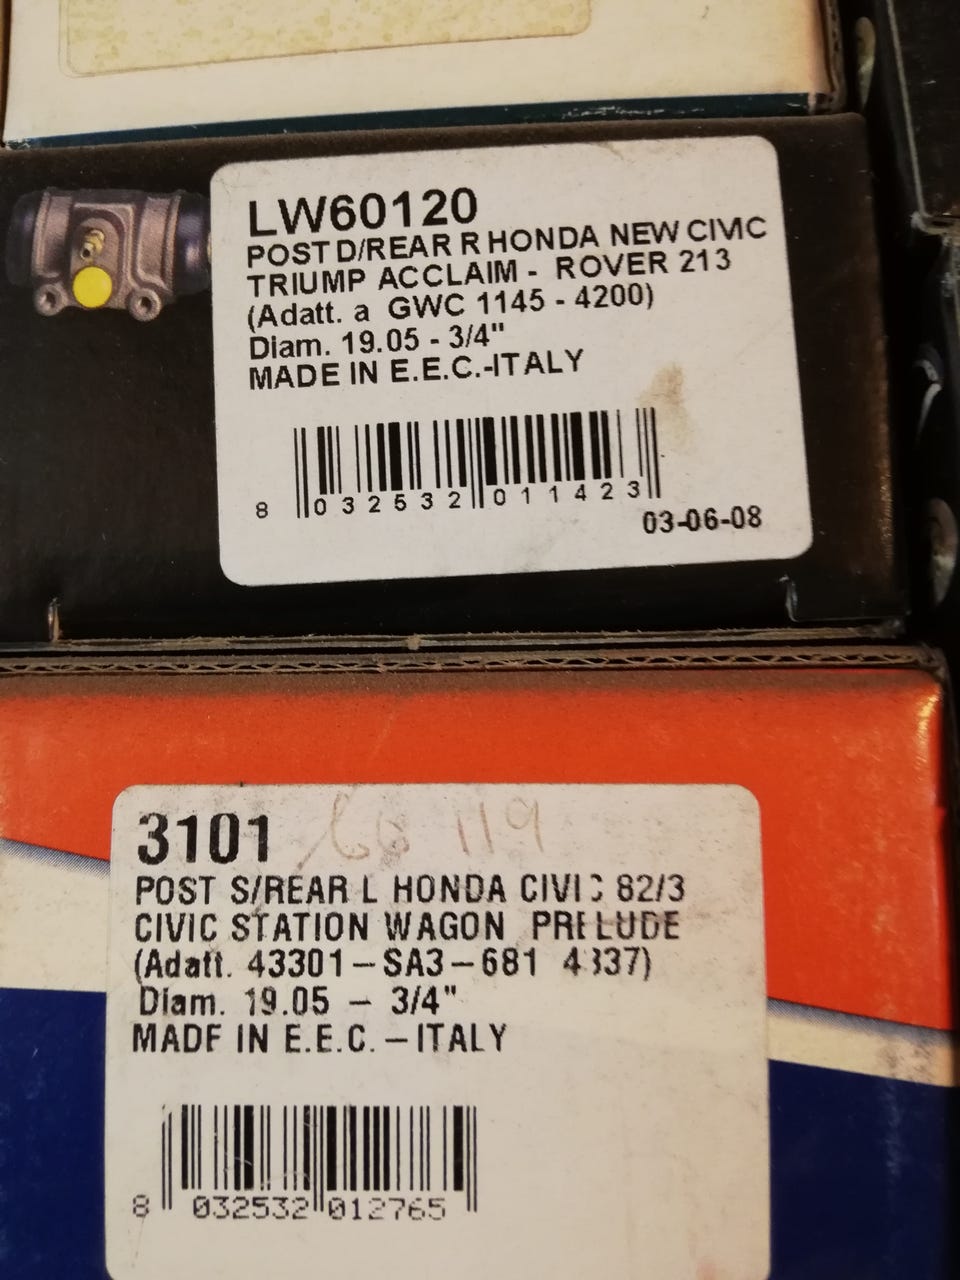 LW60120
POST D/REAR R HONDA NEW CIVIC
TRIUMP ACCLAIM - ROVER 213
(Adatt. a GWC 1145 - 4200)
Diam. 19.05 - 3/4"
MADE IN E.E.C.-ITALY
8 032532 011423
03-06-08
3101 66 119
POST S/REAR L HONDA CIVIC 82/3
CIVIC STATION WAGON PRELUDE
(Adatt. 43301-SA3-681 4337)
Diam. 19.05 - 3/4"
MADE IN E.E.C.-ITALY
8 032532 012765